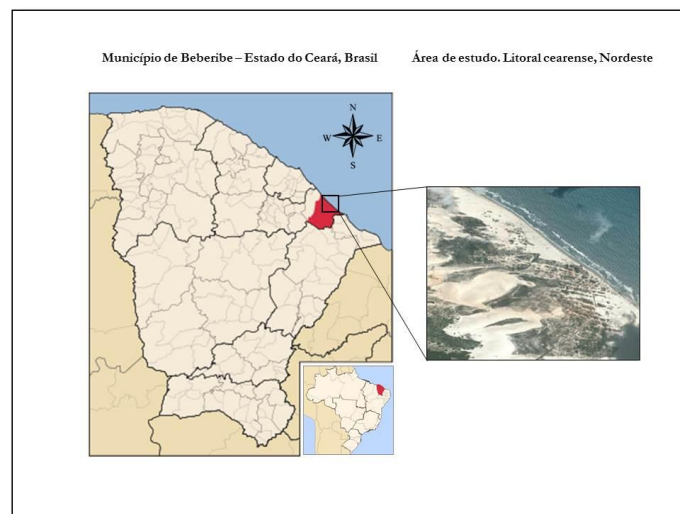 Município de Beberibe – Estado do Ceará, Brasil
Área de estudo. Litoral cearense, Nordeste
N
W E
S